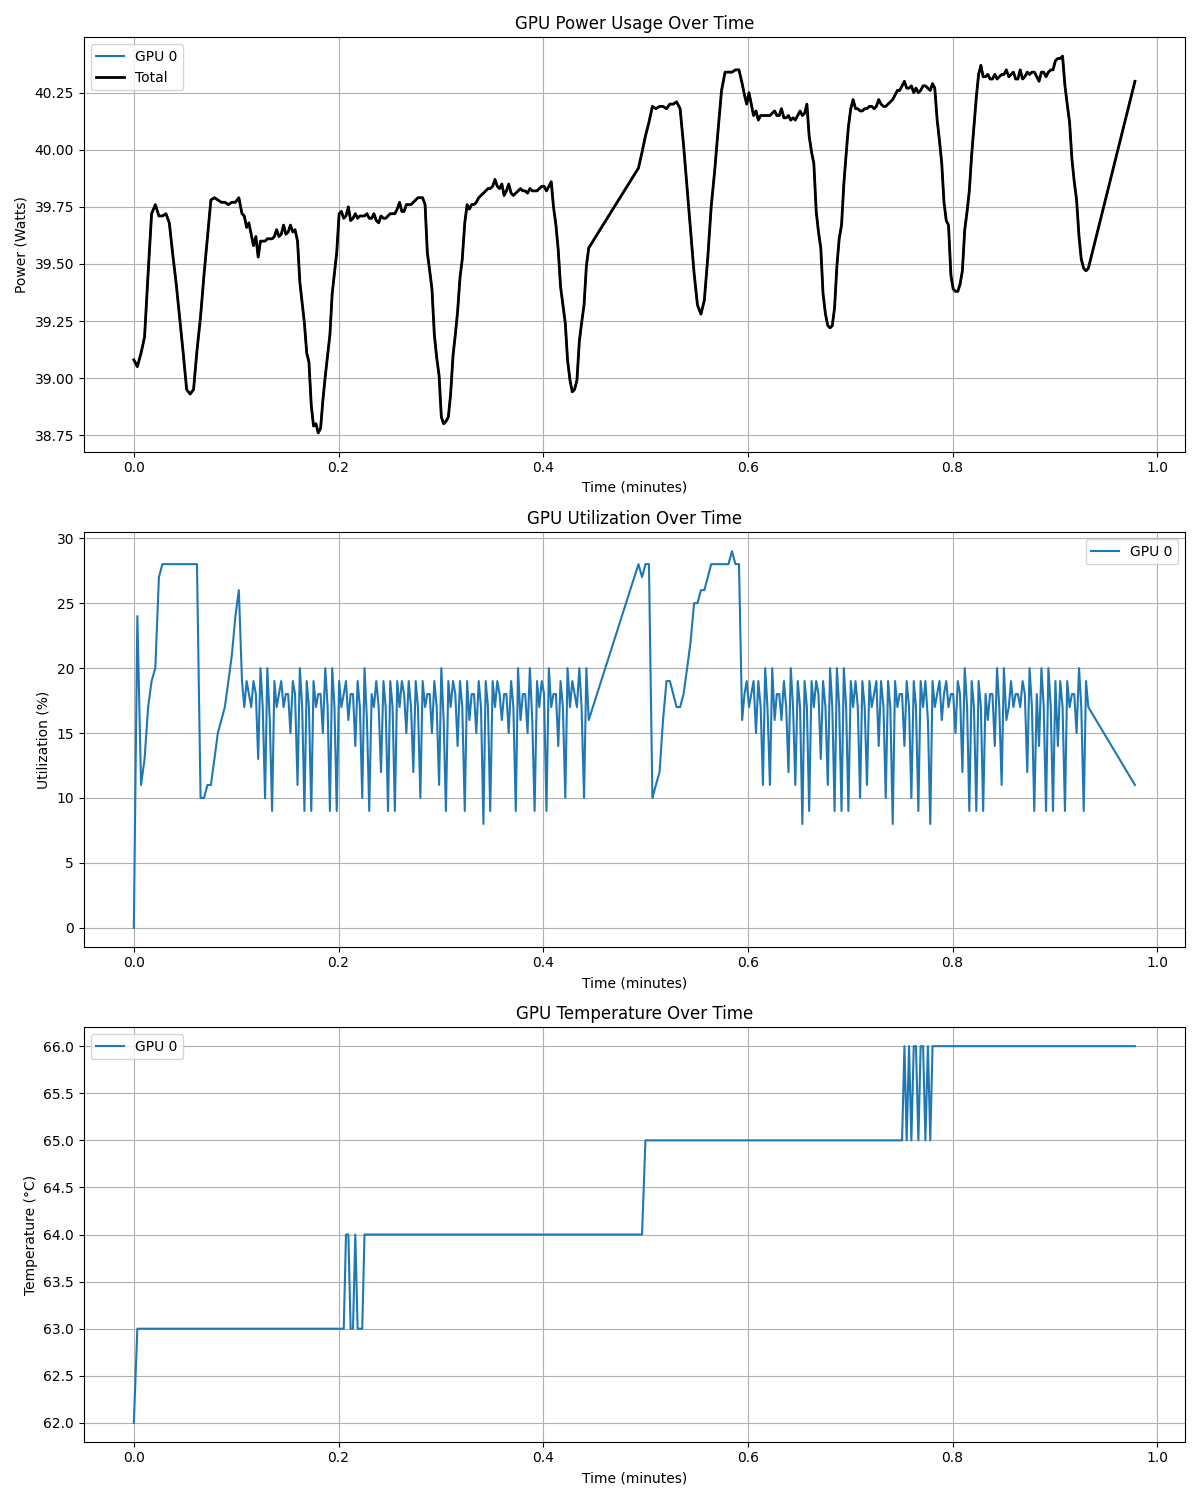 GPU Power Usage Over Time
GPU 0
Total
40.25
40.00
39.75
39.50
39.25
39.00
38.75
Power (Watts)
0.0 0.2 0.4 0.6 0.8 1.0
Time (minutes)
GPU Utilization Over Time
GPU 0
30
25
20
15
10
5
0
Utilization (%)
0.0 0.2 0.4 0.6 0.8 1.0
Time (minutes)
GPU Temperature Over Time
GPU 0
66.0
65.5
65.0
64.5
64.0
63.5
63.0
62.5
62.0
Temperature (°C)
0.0 0.2 0.4 0.6 0.8 1.0
Time (minutes)